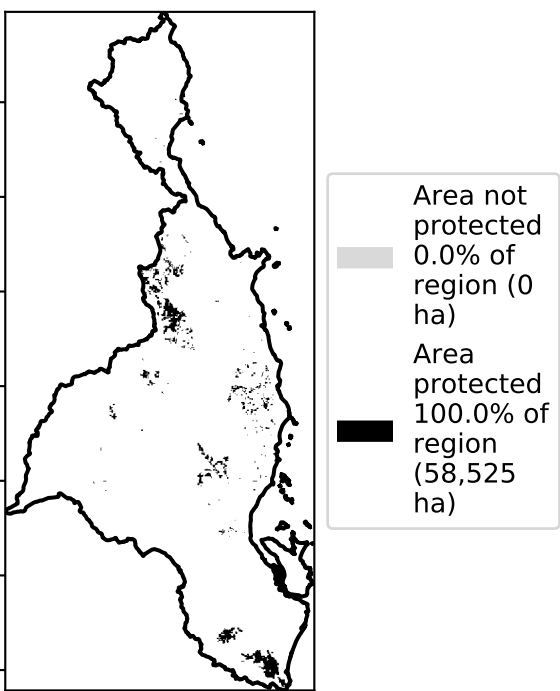 Area not
protected
0.0% of
region (0
ha)
Area
protected
100.0% of
region
(58,525
ha)